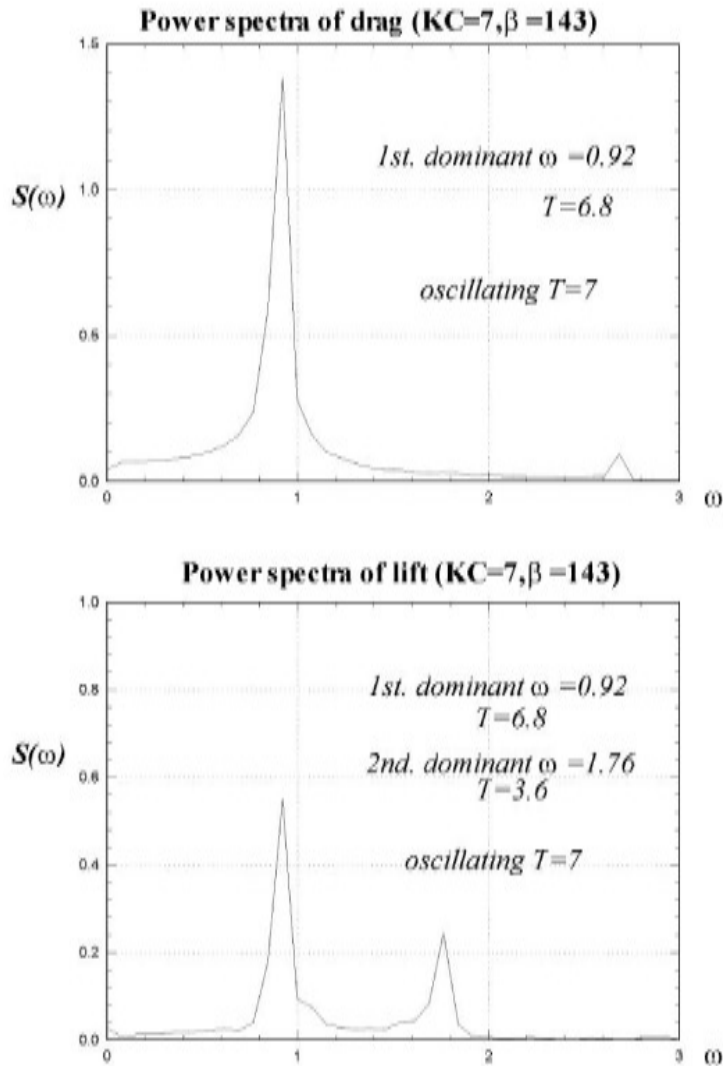 Power spectra of drag (KC=7,β =143)
1.5
1st. dominant ω =0.92
S(ω)
1.0
T=6.8
oscillating T=7
0.5
0.0
0 1 2 3 ω
Power spectra of lift (KC=7,β =143)
1.0
1st. dominant ω =0.92
0.8
T=6.8
S(ω)
2nd. dominant ω =1.76
0.6
T=3.6
0.4
oscillating T=7
0.2
0.0
0 1 2 3 ω